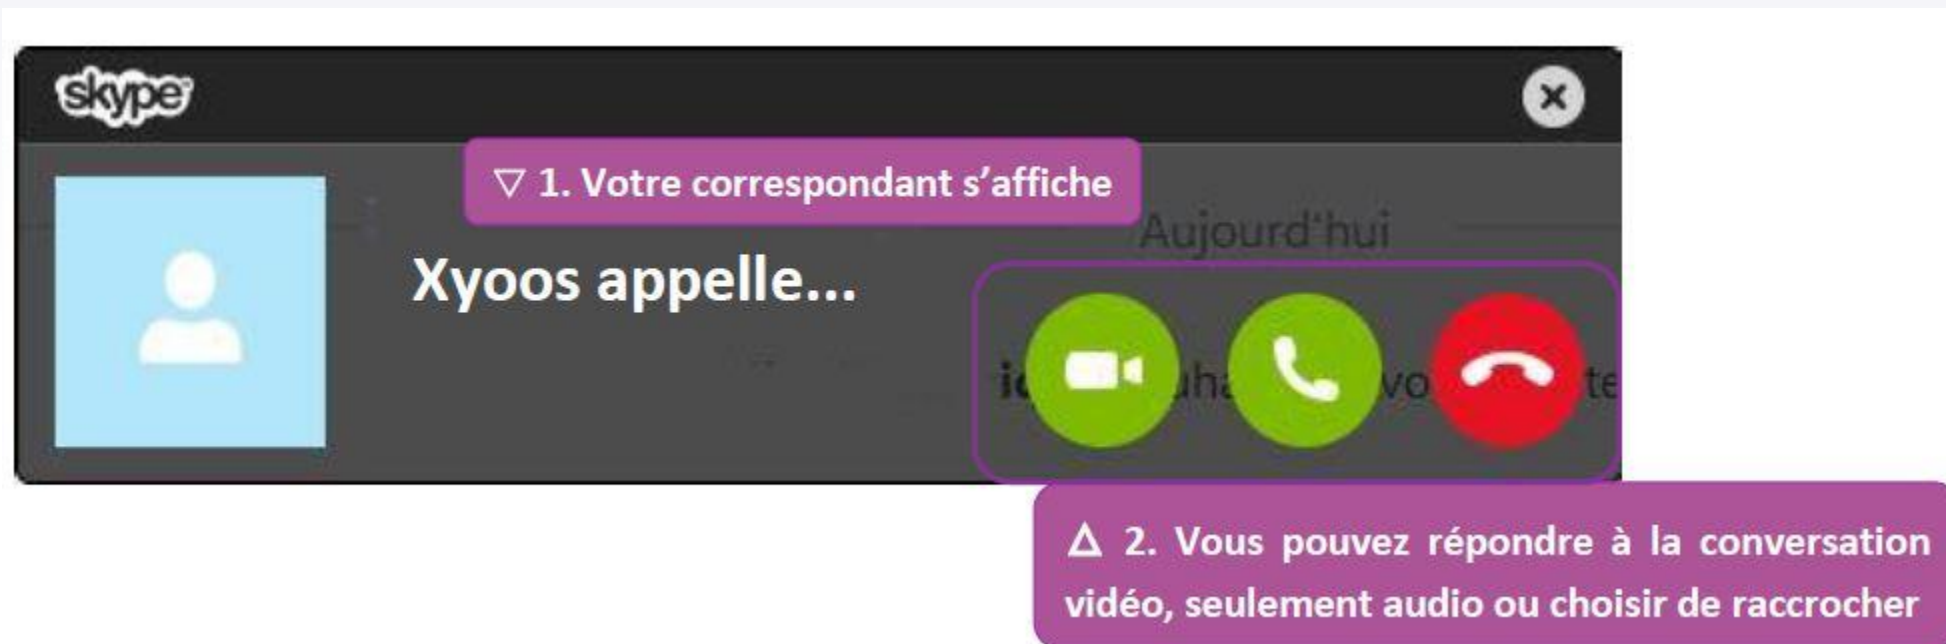 skype
▽ 1. Votre correspondant s’affiche
Aujourd'hui
Xyoos appelle...
△ 2. Vous pouvez répondre à la conversation
vidéo, seulement audio ou choisir de raccrocher